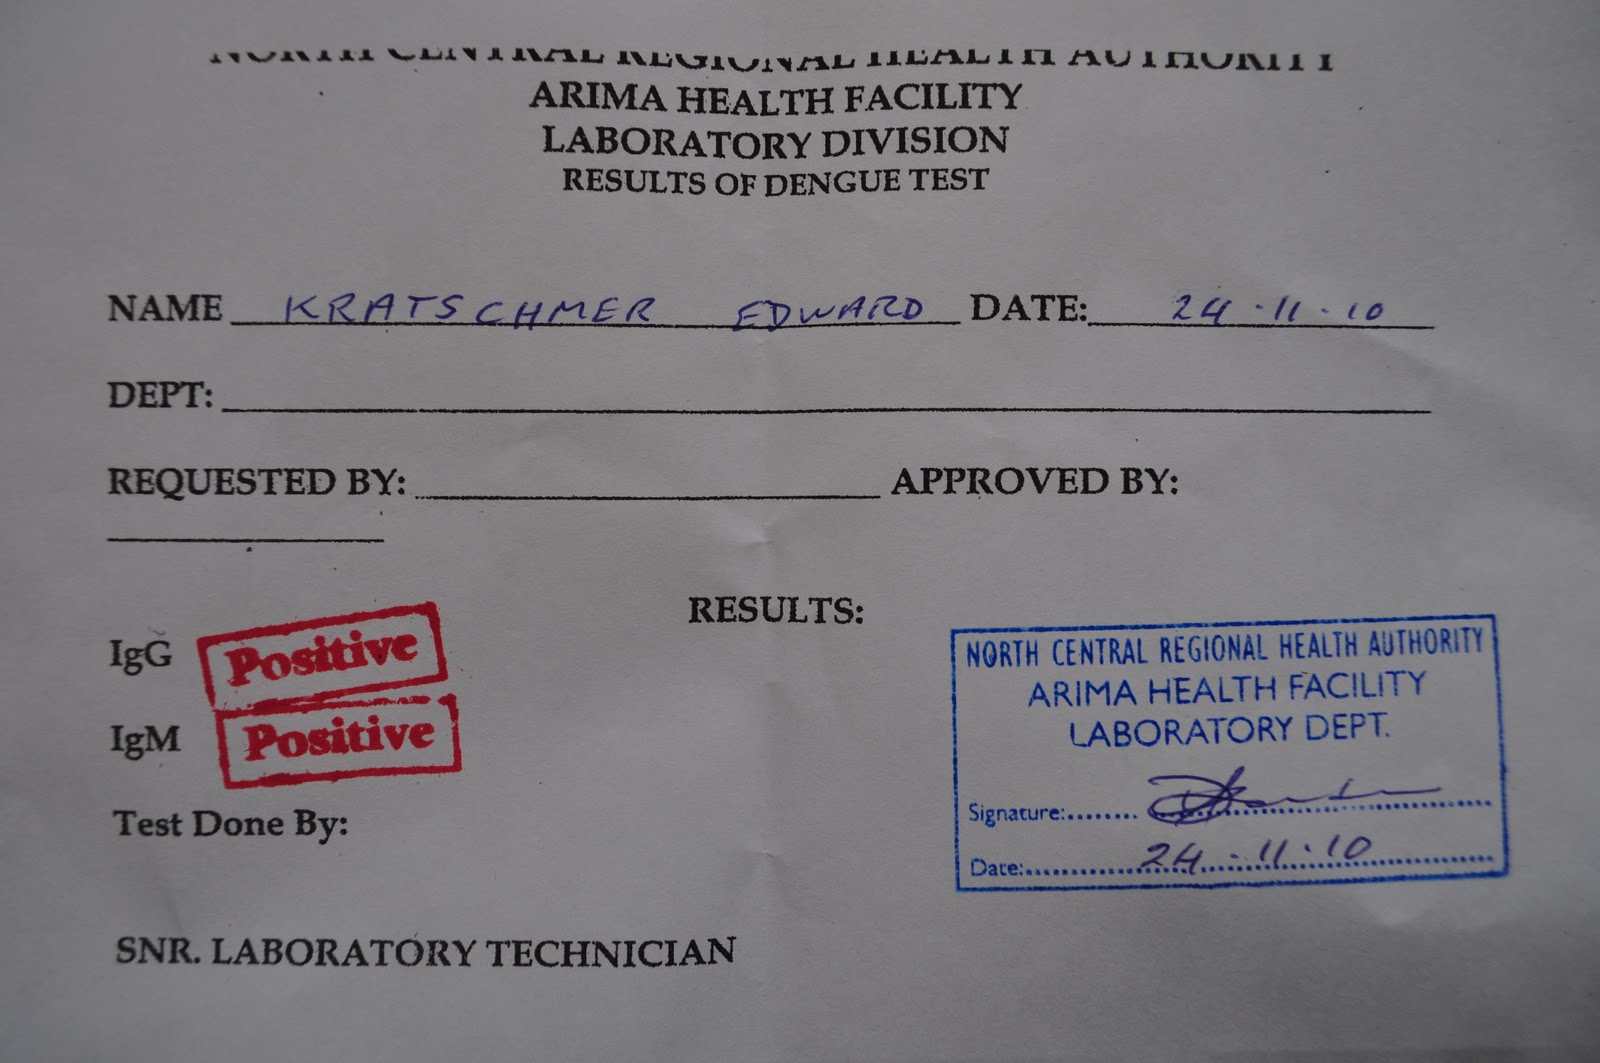 NORTH CENTRAL REGIONAL HEALTH AUTHORITY
ARIMA HEALTH FACILITY
LABORATORY DIVISION
RESULTS OF DENGUE TEST
NAME KRATSCHMER EDWARD DATE: 24.11.10
DEPT:
REQUESTED BY: APPROVED BY:
RESULTS:
IgG Positive
IgM Positive
Test Done By:
SNR. LABORATORY TECHNICIAN
NORTH CENTRAL REGIONAL HEALTH AUTHORITY
ARIMA HEALTH FACILITY
LABORATORY DEPT.
Signature:
Date: 24.11.10